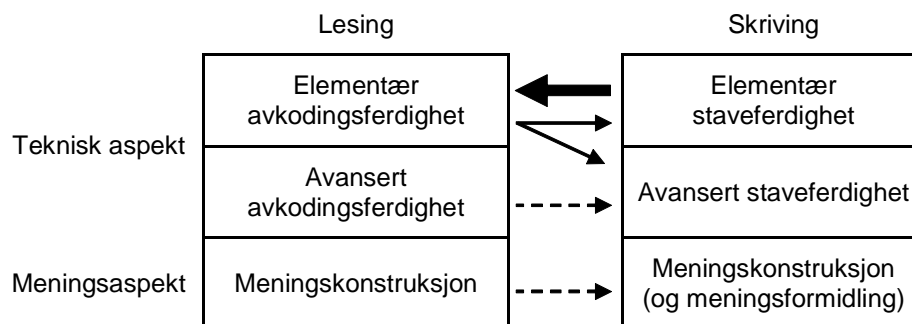 Lesing
Skriving
Teknisk aspekt
Elementær
avkodingsferdighet
Elementær
staveferdighet
Avansert
avkodingsferdighet
Avansert staveferdighet
Meningsaspekt
Meningskonstruksjon
Meningskonstruksjon
(og meningsformidling)